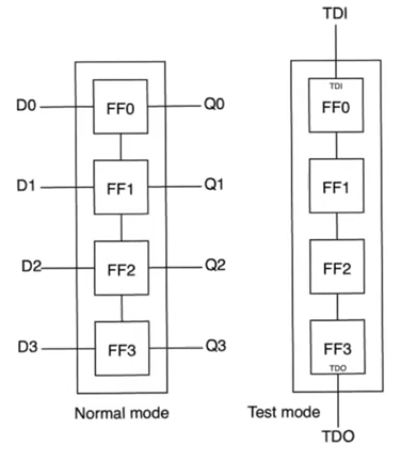 TDI
D0 FF0 Q0
D1 FF1 Q1
D2 FF2 Q2
D3 FF3 Q3
Normal mode
TDI
FF0
FF1
FF2
FF3
TDO
Test mode
TDO